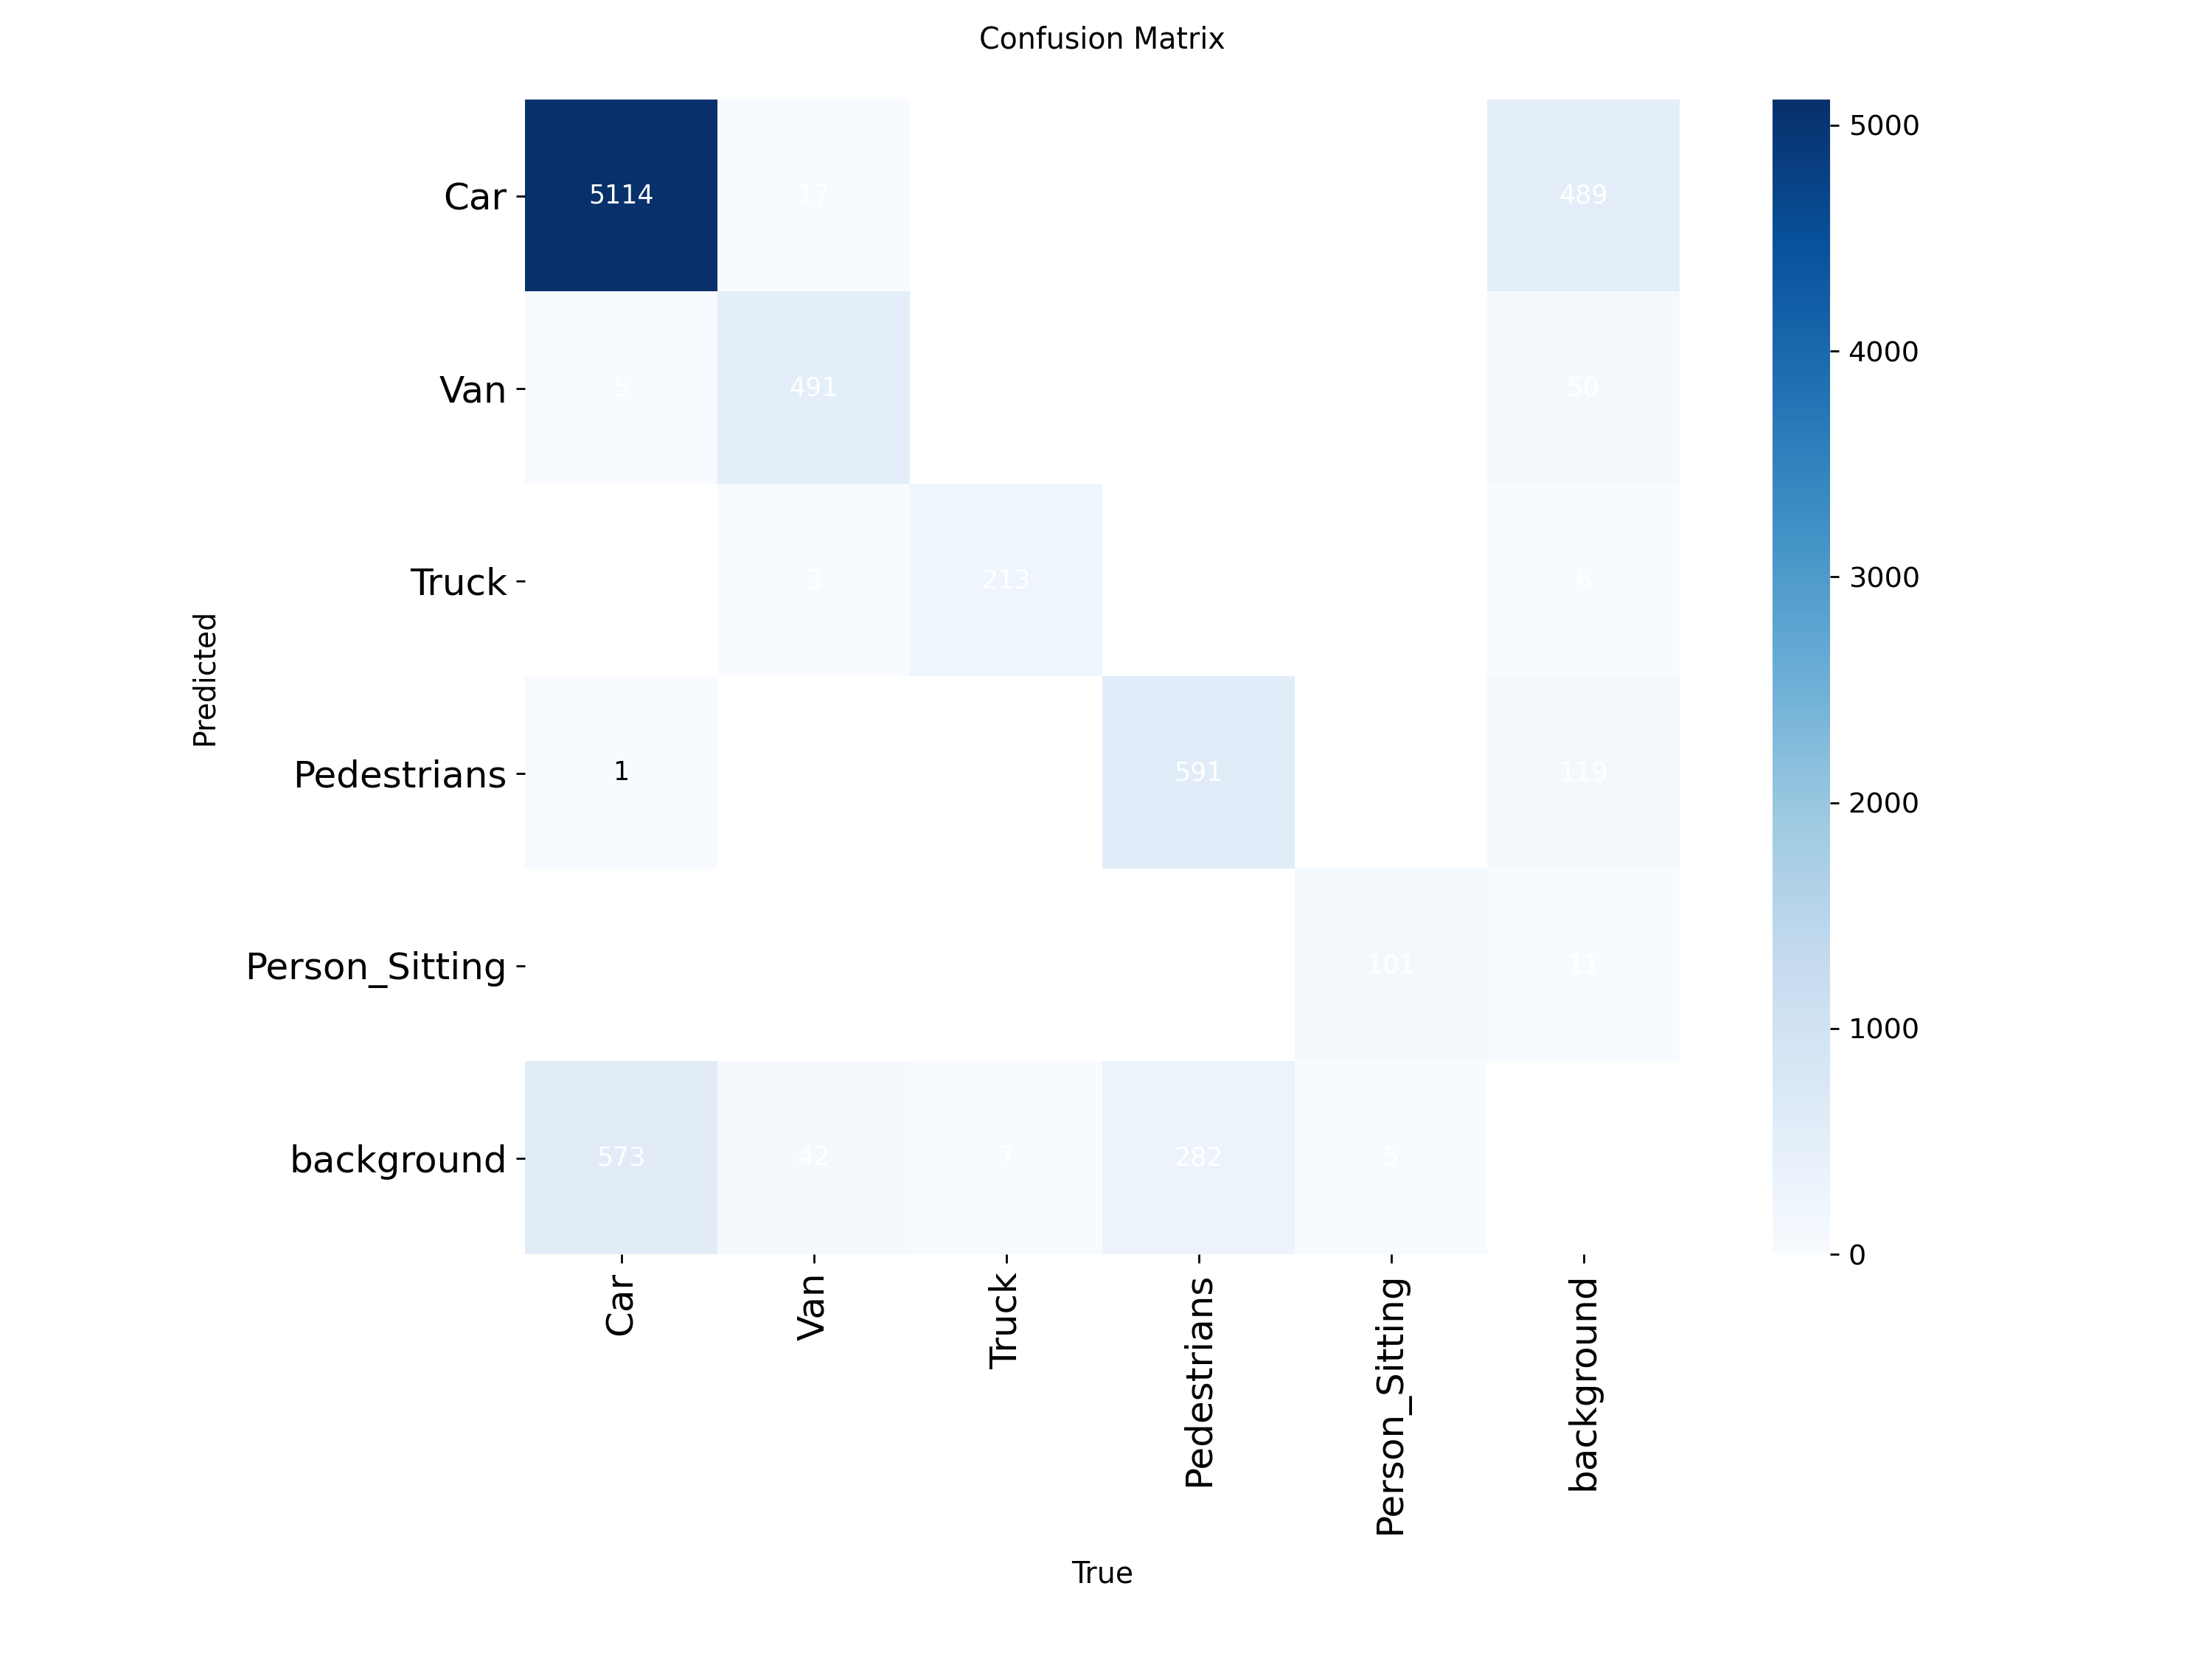 Confusion Matrix
Car
5114
17
489
5000
Van
5
491
50
4000
Truck
3
213
6
3000
Predicted
Pedestrians
1
591
119
2000
Person_Sitting
101
11
1000
background
573
42
7
282
5
0
Car
Van
Truck
Pedestrians
Person_Sitting
background
True